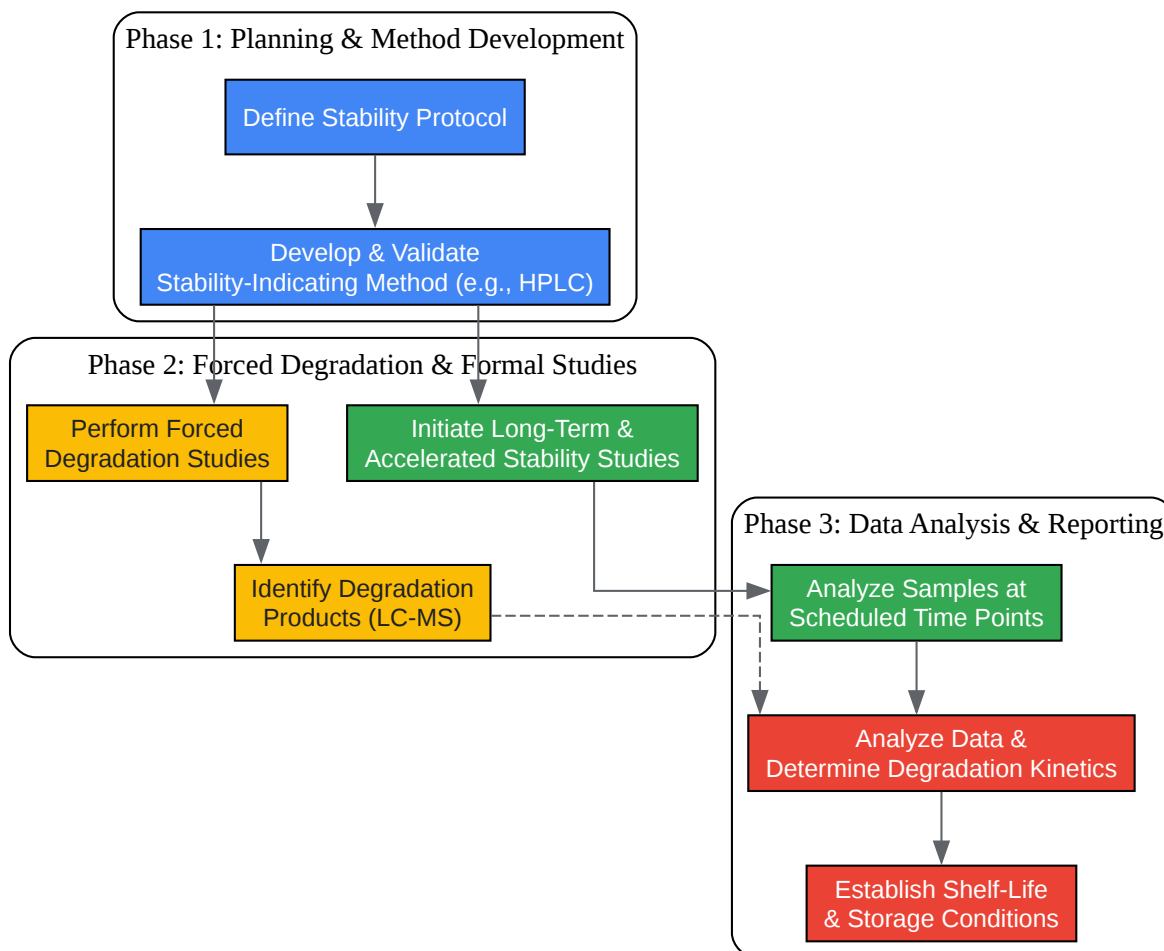 Phase 1: Planning & Method Development
Define Stability Protocol
Develop & Validate
Stability-Indicating Method (e.g., HPLC)
Phase 2: Forced Degradation & Formal Studies
Perform Forced
Degradation Studies
Initiate Long-Term &
Accelerated Stability Studies
Identify Degradation
Products (LC-MS)
Phase 3: Data Analysis & Reporting
Analyze Samples at
Scheduled Time Points
Analyze Data &
Determine Degradation Kinetics
Establish Shelf-Life
& Storage Conditions